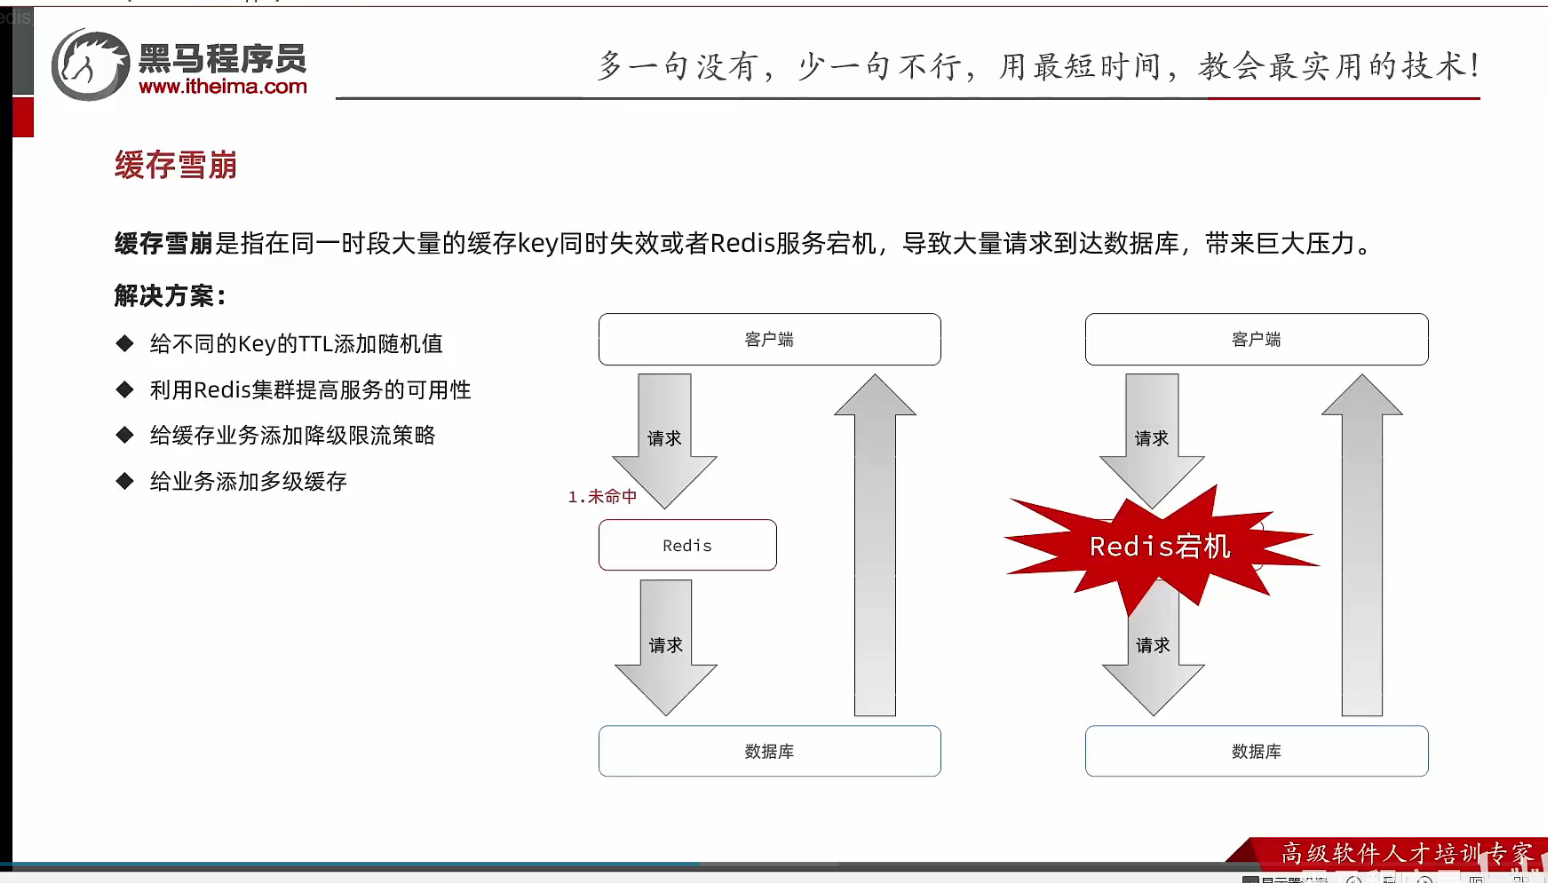 黑马程序员
www.itheima.com
多一句没有，少一句不行，用最短时间，教会最实用的技术！
缓存雪崩
缓存雪崩是指在同一时段大量的缓存key同时失效或者Redis服务宕机，导致大量请求到达数据库，带来巨大压力。
解决方案：
◆ 给不同的Key的TTL添加随机值
◆ 利用Redis集群提高服务的可用性
◆ 给缓存业务添加降级限流策略
◆ 给业务添加多级缓存
客户端
请求
1.未命中
Redis
请求
数据库
客户端
请求
Redis宕机
请求
数据库
高级软件人才培训专家